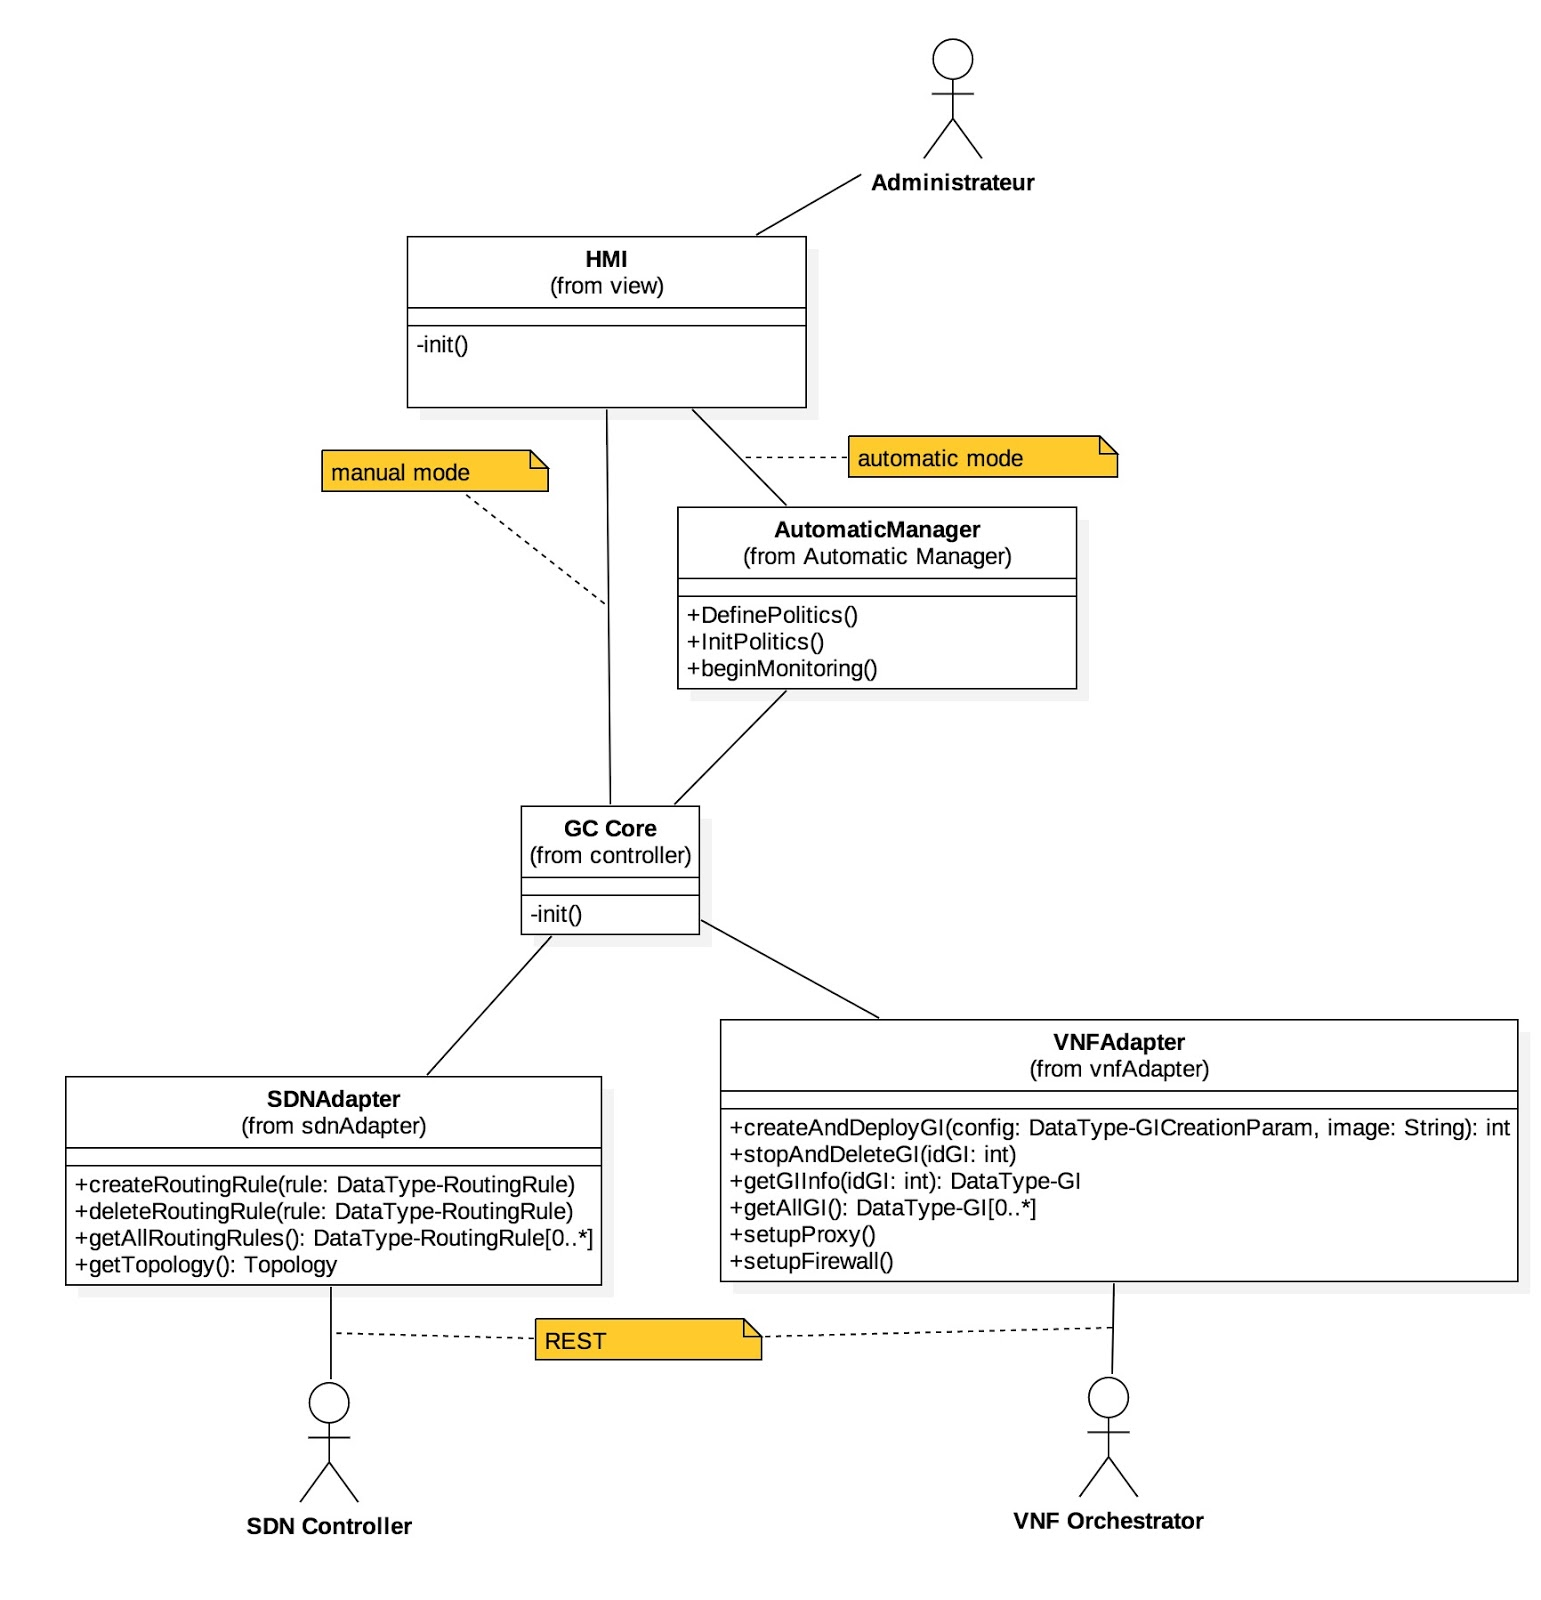 Administrateur
HMI
(from view)
-init()
manual mode
automatic mode
AutomaticManager
(from Automatic Manager)
+DefinePolitics()
+InitPolitics()
+beginMonitoring()
GC Core
(from controller)
-init()
SDNAdapter
(from sdnAdapter)
+createRoutingRule(rule: DataType-RoutingRule)
+deleteRoutingRule(rule: DataType-RoutingRule)
+getAllRoutingRules(): DataType-RoutingRule[0..*]
+getTopology(): Topology
VNFAdapter
(from vnfAdapter)
+createAndDeployGI(config: DataType-GICreationParam, image: String): int
+stopAndDeleteGI(idGI: int)
+getGIInfo(idGI: int): DataType-GI
+getAllGI(): DataType-GI[0..*]
+setupProxy()
+setupFirewall()
REST
SDN Controller
VNF Orchestrator